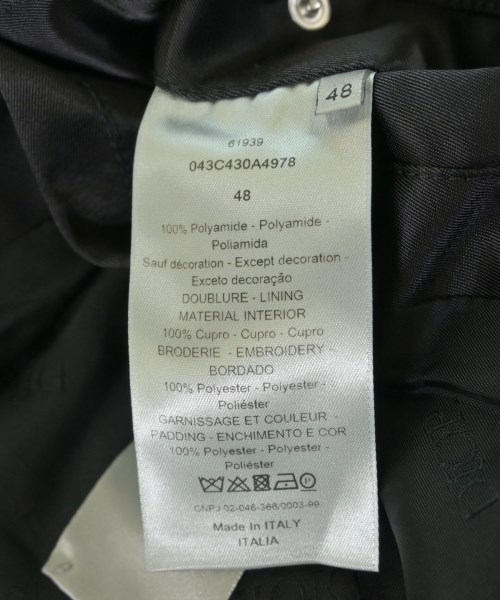 48
61939
043C430A4978
48
100% Polyamide - Polyamide -
Poliamida
Sauf décoration - Except decoration -
Exceto decoração
DOUBLURE - LINING
MATERIAL INTERIOR
100% Cupro - Cupro - Cupro
BRODERIE - EMBROIDERY -
BORDADO
100% Polyester - Polyester -
Poliéster
GARNISSAGE ET COULEUR -
PADDING - ENCHIMENTO E COR
100% Polyester - Polyester -
Poliéster
CNPJ 02-046-366/0003-99
Made In ITALY
ITALIA